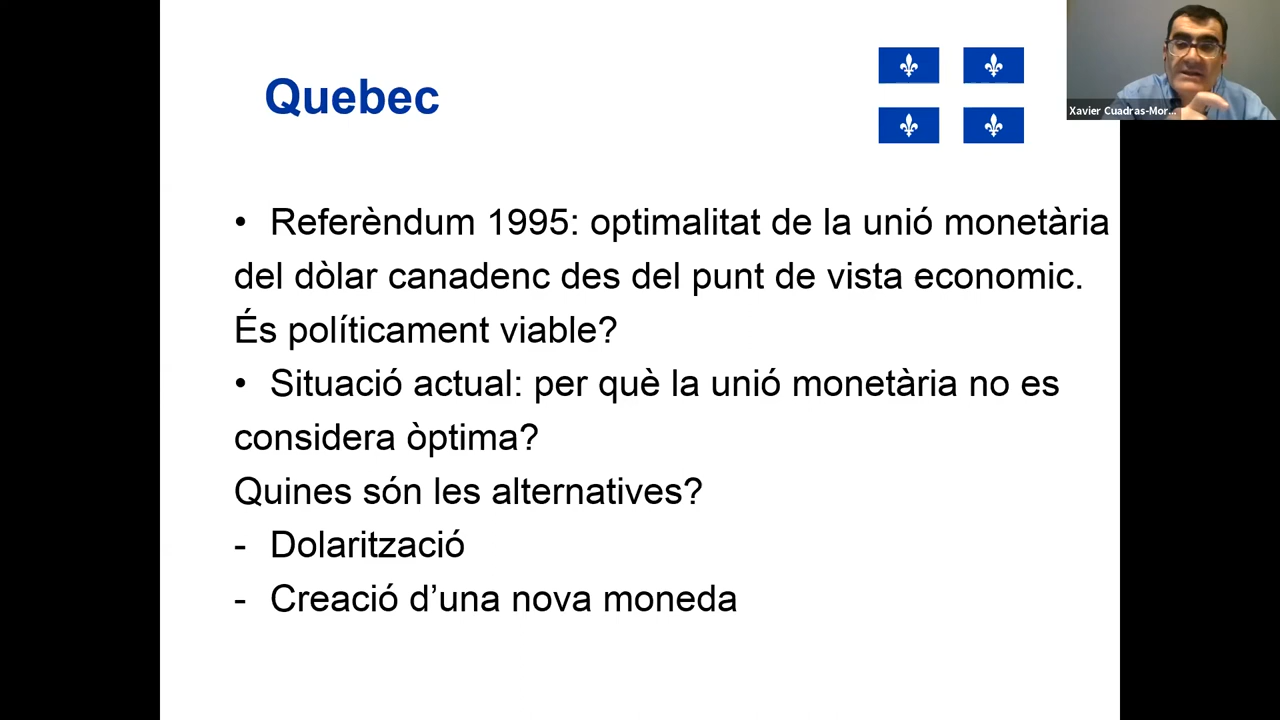 Quebec
Xavier Cuadras-Mor...
• Referèndum 1995: optimalitat de la unió monetària
del dòlar canadenc des del punt de vista economic.
És políticament viable?
• Situació actual: per què la unió monetària no es
considera òptima?
Quines són les alternatives?
- Dolarització
- Creació d’una nova moneda